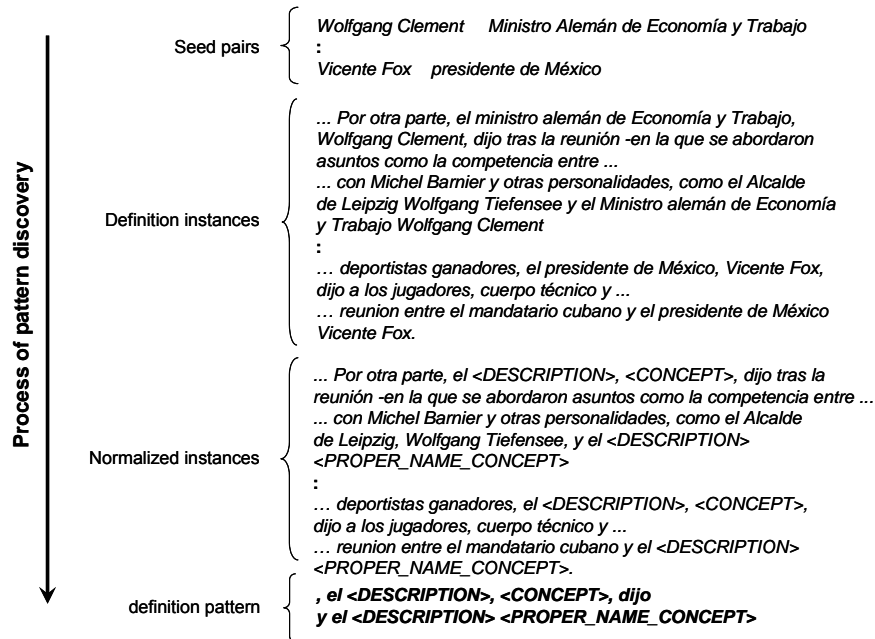 Process of pattern discovery
Seed pairs
Wolfgang Clement Ministro Alemán de Economía y Trabajo
:
Vicente Fox presidente de México
Definition instances
... Por otra parte, el ministro alemán de Economía y Trabajo,
Wolfgang Clement, dijo tras la reunión -en la que se abordaron
asuntos como la competencia entre ...
... con Michel Barnier y otras personalidades, como el Alcalde
de Leipzig Wolfgang Tiefensee y el Ministro alemán de Economía
y Trabajo Wolfgang Clement
:
… deportistas ganadores, el presidente de México, Vicente Fox,
dijo a los jugadores, cuerpo técnico y ...
… reunion entre el mandatario cubano y el presidente de México
Vicente Fox.
Normalized instances
... Por otra parte, el <DESCRIPTION>, <CONCEPT>, dijo tras la
reunión -en la que se abordaron asuntos como la competencia entre ...
... con Michel Barnier y otras personalidades, como el Alcalde
de Leipzig, Wolfgang Tiefensee, y el <DESCRIPTION>
<PROPER_NAME_CONCEPT>
:
… deportistas ganadores, el <DESCRIPTION>, <CONCEPT>,
dijo a los jugadores, cuerpo técnico y ...
… reunion entre el mandatario cubano y el <DESCRIPTION>
<PROPER_NAME_CONCEPT>.
definition pattern
, el <DESCRIPTION>, <CONCEPT>, dijo
y el <DESCRIPTION> <PROPER_NAME_CONCEPT>